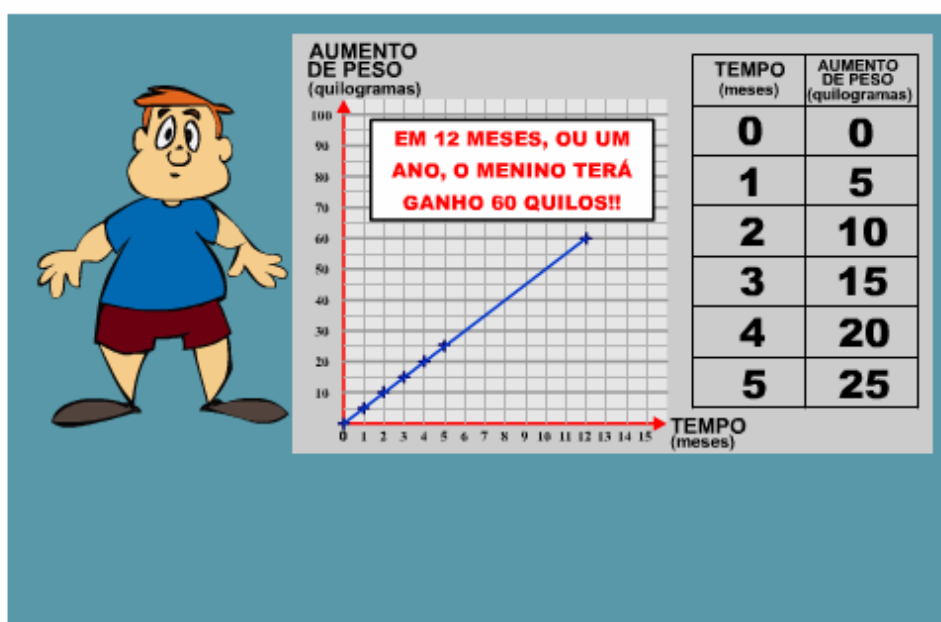 AUMENTO
DE PESO
(quilogramas)
100
90
80
70
60
50
40
30
20
10
EM 12 MESES, OU UM
ANO, O MENINO TERÁ
GANHO 60 QUILOS!!
0 1 2 3 4 5 6 7 8 9 10 11 12 13 14 15
TEMPO
(meses)
TEMPO
(meses)
AUMENTO
DE PESO
(quilogramas)
0 0
1 5
2 10
3 15
4 20
5 25